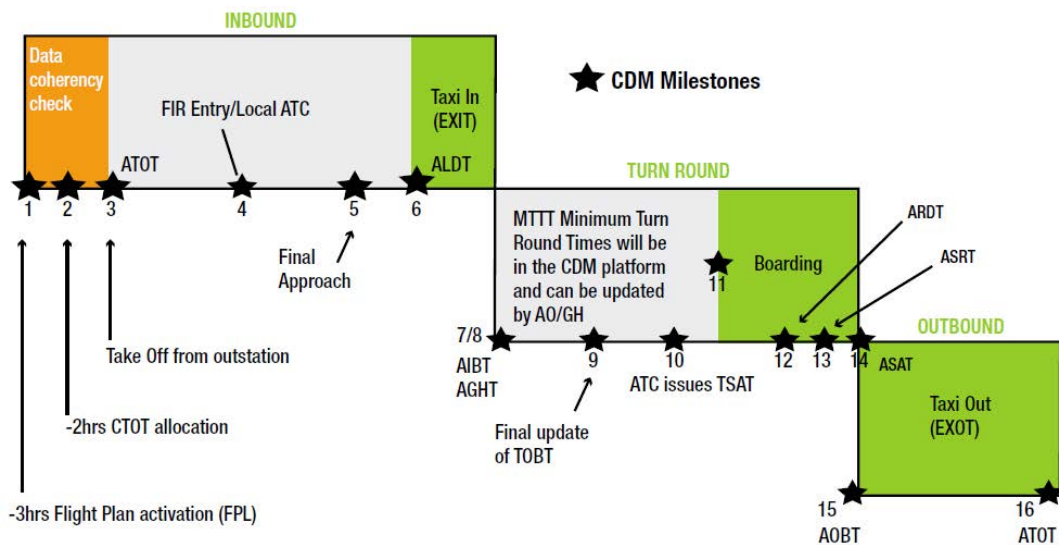 INBOUND
Data
coherency
check
FIR Entry/Local ATC
Taxi In
(EXIT)
CDM Milestones
ATOT
ALDT
1
2
3
4
5
6
TURN ROUND
Final
Approach
MTTT Minimum Turn
Round Times will be
in the CDM platform
and can be updated
by AO/GH
11
Boarding
ARDT
ASRT
Take Off from outstation
7/8
AIBT
AGHT
9
10
12
13
14
OUTBOUND
ASAT
ATC issues TSAT
Final update
of TOBT
-2hrs CTOT allocation
Taxi Out
(EXOT)
-3hrs Flight Plan activation (FPL)
15
AOBT
16
ATOT